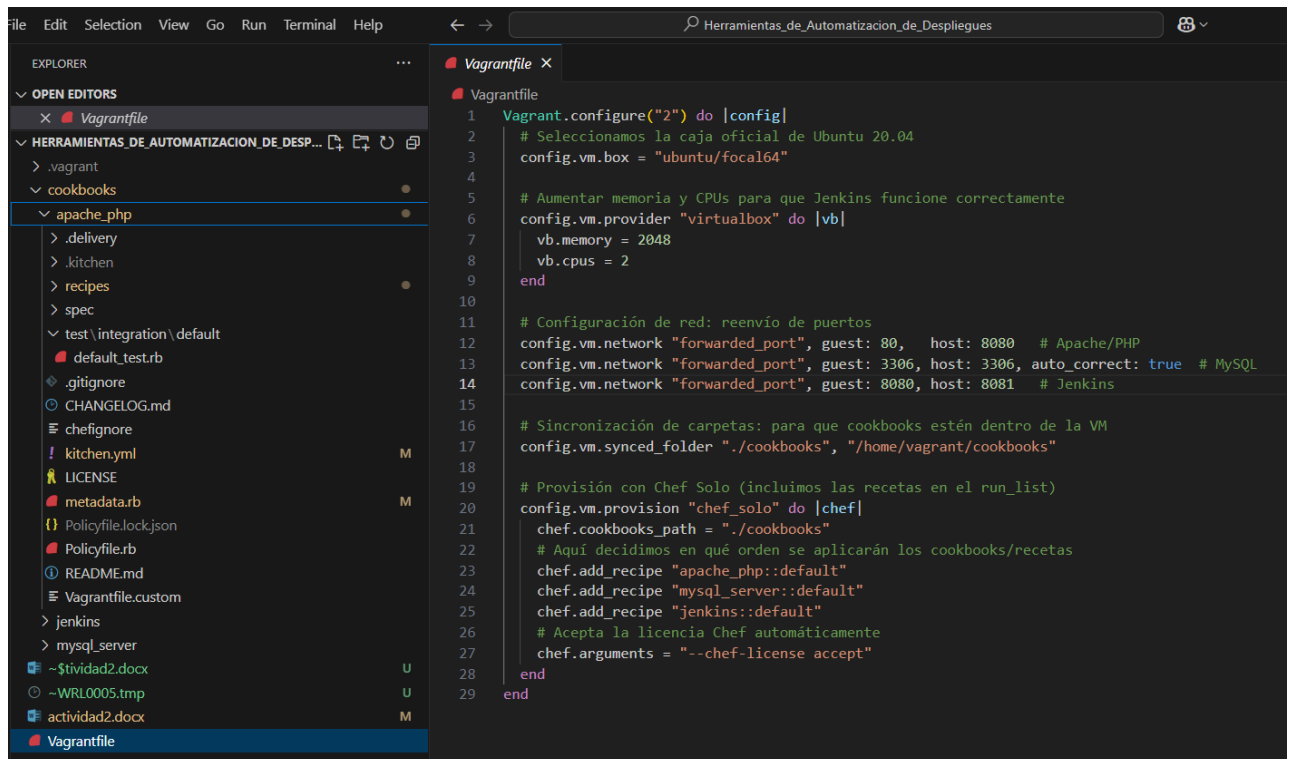 File Edit Selection View Go Run Terminal Help
Herramientas_de_Automatizacion_de_Despliegues
EXPLORER
OPEN EDITORS
Vagrantfile
HERRAMIENTAS_DE_AUTOMATIZACION_DE_DESP...
.vagrant
cookbooks
apache_php
.delivery
.kitchen
recipes
spec
test\integration\default
default_test.rb
.gitignore
CHANGELOG.md
chefignore
kitchen.yml M
LICENSE
metadata.rb M
Policyfile.lock.json
Policyfile.rb
README.md
Vagrantfile.custom
jenkins
mysql_server
~$tividad2.docx U
~WRL0005.tmp U
actividad2.docx M
Vagrantfile
Vagrantfile
Vagrantfile
1 Vagrant.configure("2") do |config|
2 # Seleccionamos la caja oficial de Ubuntu 20.04
3 config.vm.box = "ubuntu/focal64"
4
5 # Aumentar memoria y CPUs para que Jenkins funcione correctamente
6 config.vm.provider "virtualbox" do |vb|
7 vb.memory = 2048
8 vb.cpus = 2
9 end
10
11 # Configuración de red: reenvío de puertos
12 config.vm.network "forwarded_port", guest: 80, host: 8080 # Apache/PHP
13 config.vm.network "forwarded_port", guest: 3306, host: 3306, auto_correct: true # MySQL
14 config.vm.network "forwarded_port", guest: 8080, host: 8081 # Jenkins
15
16 # Sincronización de carpetas: para que cookbooks estén dentro de la VM
17 config.vm.synced_folder "./cookbooks", "/home/vagrant/cookbooks"
18
19 # Provisión con Chef Solo (incluimos las recetas en el run_list)
20 config.vm.provision "chef_solo" do |chef|
21 chef.cookbooks_path = "./cookbooks"
22 # Aquí decidimos en qué orden se aplicarán los cookbooks/recetas
23 chef.add_recipe "apache_php::default"
24 chef.add_recipe "mysql_server::default"
25 chef.add_recipe "jenkins::default"
26 # Acepta la licencia Chef automáticamente
27 chef.arguments = "--chef-license accept"
28 end
29 end